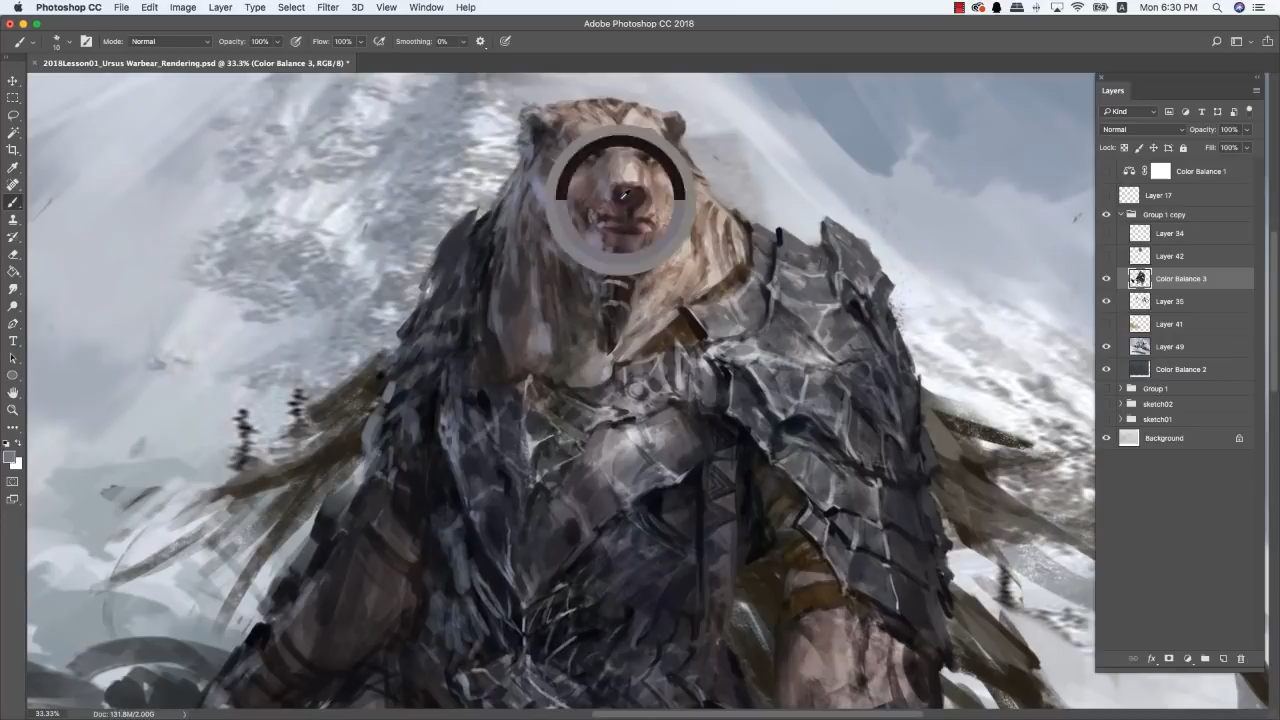 Photoshop CC File Edit Image Layer Type Select Filter 3D View Window Help Mon 6:30 PM
Adobe Photoshop CC 2018
10 Mode: Normal Opacity: 100% Flow: 100% Smoothing: 0%
2018Lesson01_Ursus Warbear_Rendering.psd @ 33.3% (Color Balance 3, RGB/8) *
Layers
Kind
Normal Opacity: 100%
Lock: Fill: 100%
Color Balance 1
Layer 17
Group 1 copy
Layer 34
Layer 42
Color Balance 3
Layer 35
Layer 41
Layer 49
Color Balance 2
Group 1
sketch02
sketch01
Background
33.33% Doc: 131.8M/2.00G